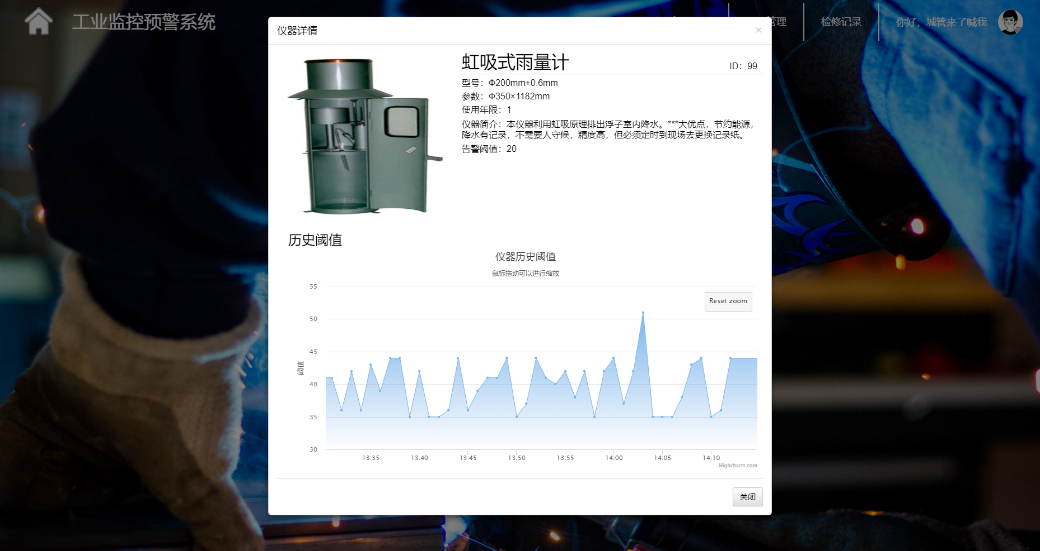 工业监控预警系统
管理
检修记录
你好，城管来了喊我
仪器详情
×
虹吸式雨量计
ID：99
型号：Φ200mm+0.6mm
参数：Φ350×1182mm
使用年限：1
仪器简介：本仪器利用虹吸原理排出浮子室内降水。***大优点，节约能源，
降水有记录，不需要人守候，精度高，但必须定时到现场去更换记录纸。
告警阈值：20
历史阈值
仪器历史阈值
鼠标拖动可以进行缩放
Reset zoom
阈值
55
50
45
40
35
30
13:35 13:40 13:45 13:50 13:55 14:00 14:05 14:10
Highcharts.com
关闭